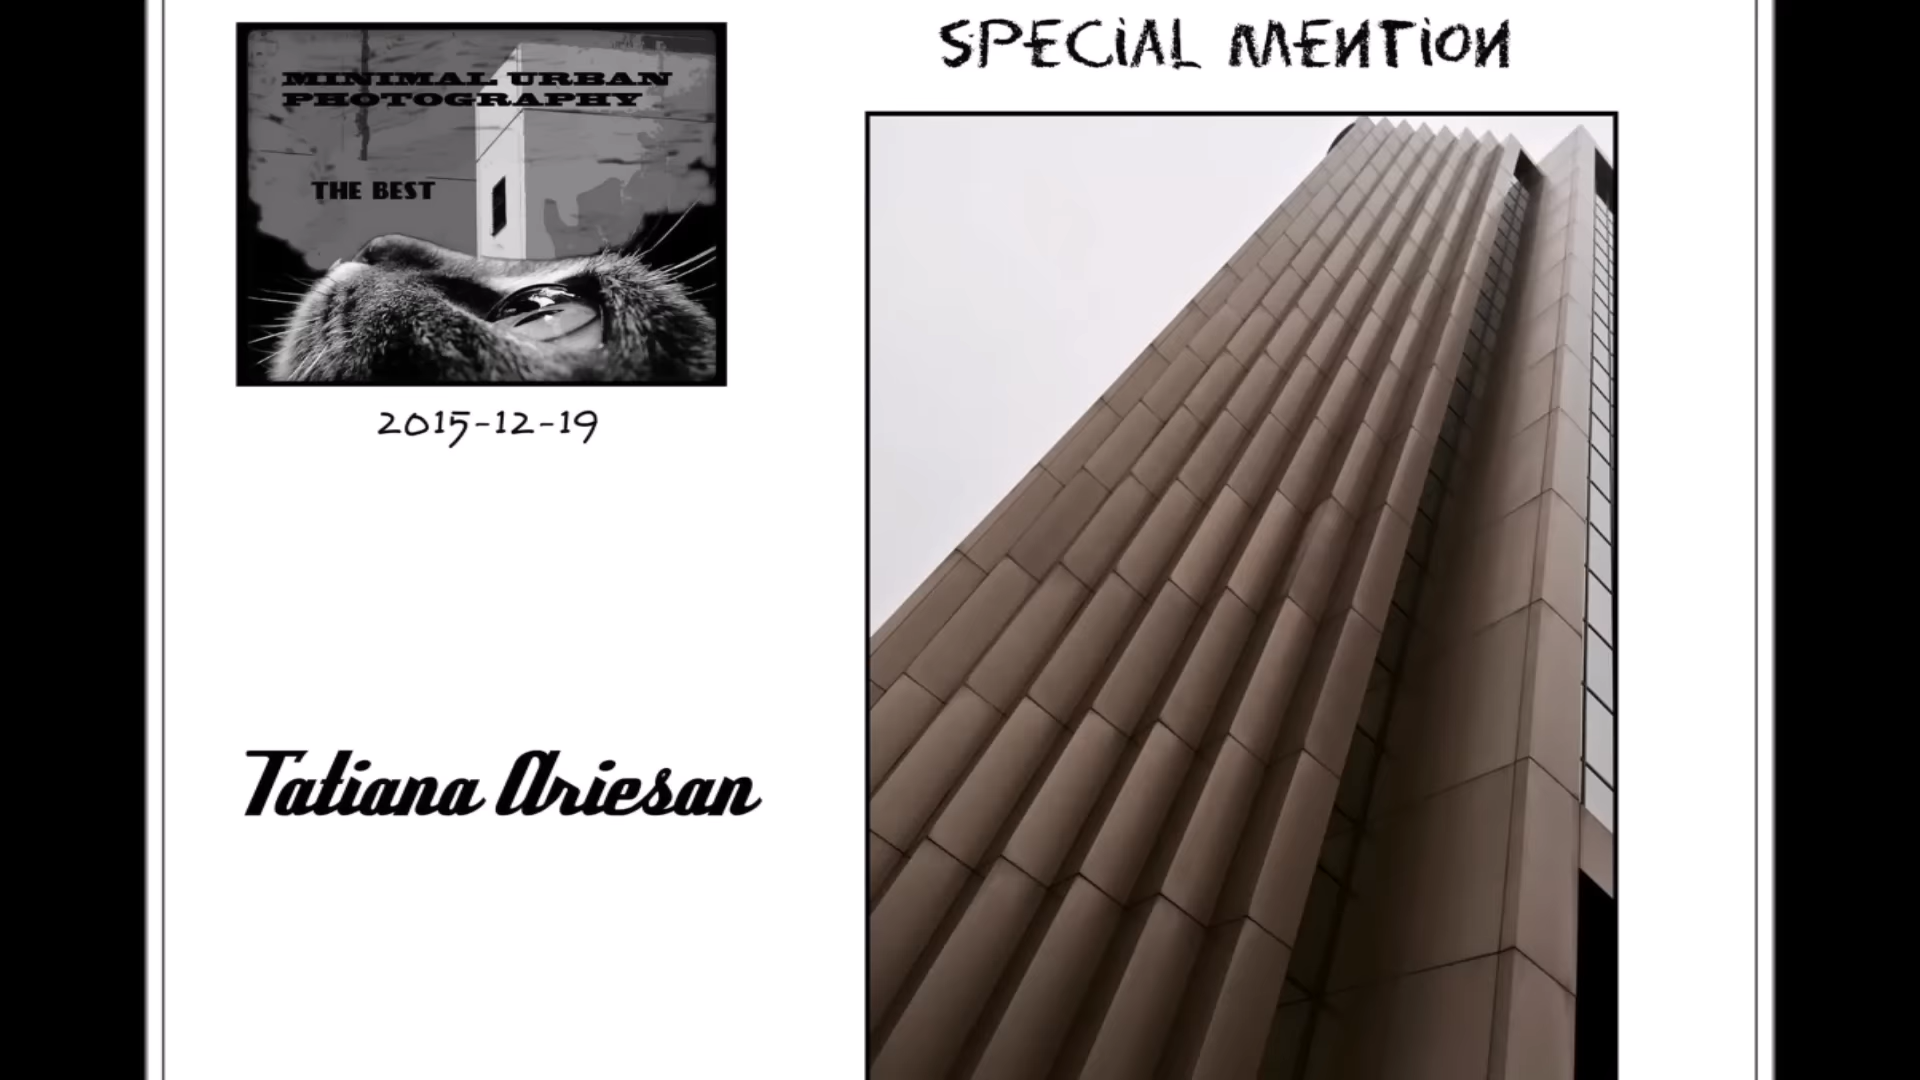 SPECIAL MENTION
MINIMAL URBAN
PHOTOGRAPHY
THE BEST
2015-12-19
Tatiana Ariesan